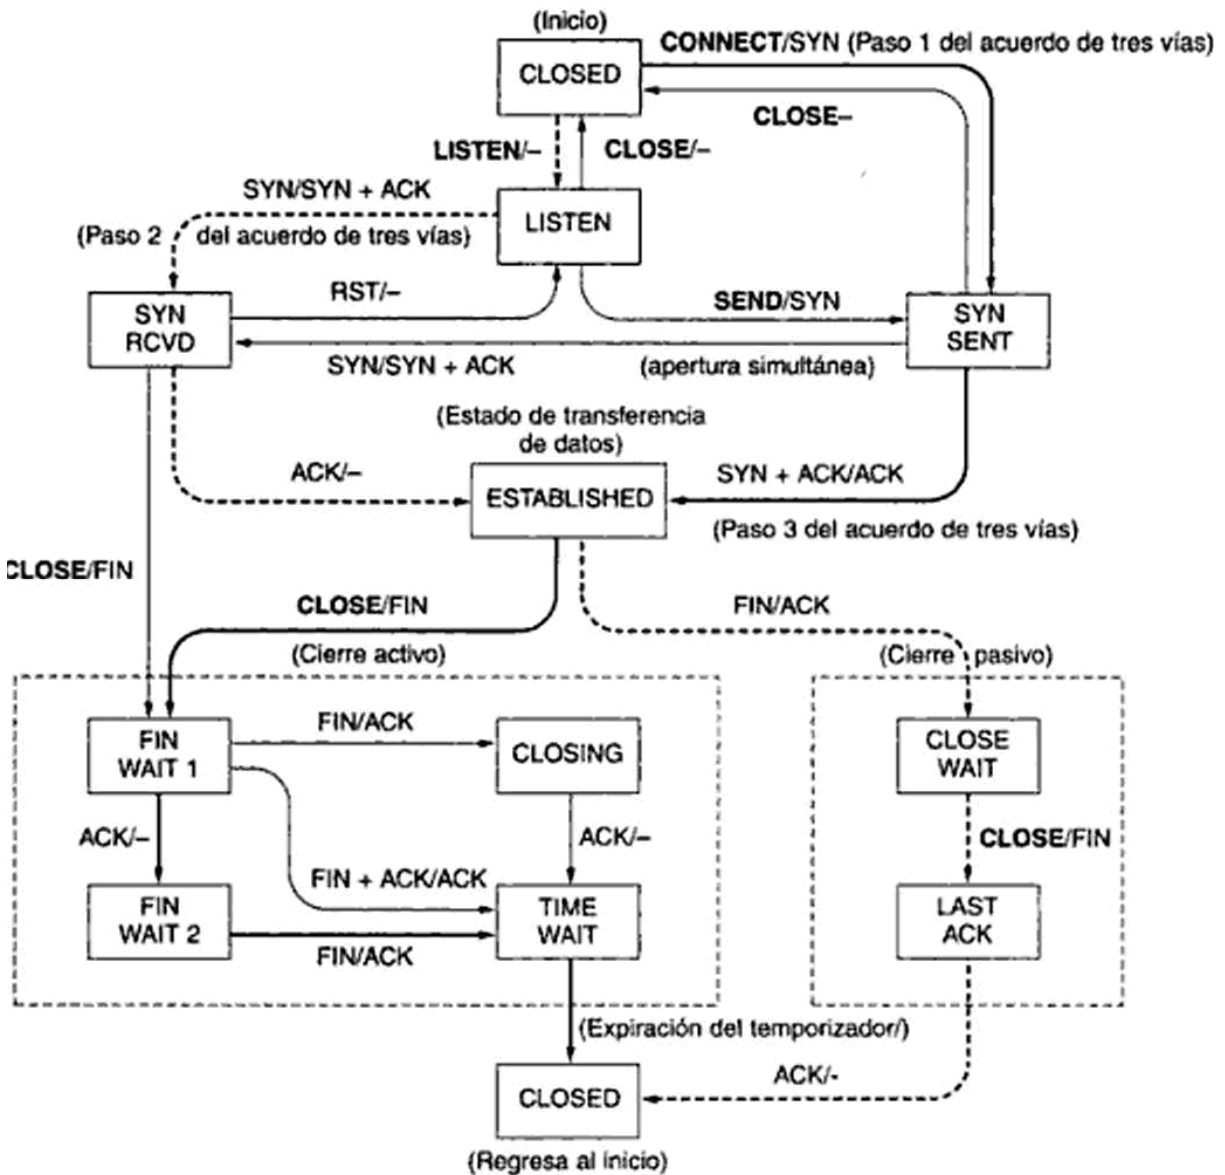 (Inicio)
CONNECT/SYN (Paso 1 del acuerdo de tres vías)
CLOSED
CLOSE–
LISTEN/–
CLOSE/–
SYN/SYN + ACK
LISTEN
(Paso 2 del acuerdo de tres vías)
RST/–
SEND/SYN
SYN
RCVD
SYN
SENT
SYN/SYN + ACK
(apertura simultánea)
(Estado de transferencia
de datos)
ACK/–
ESTABLISHED
SYN + ACK/ACK
(Paso 3 del acuerdo de tres vías)
CLOSE/FIN
CLOSE/FIN
FIN/ACK
(Cierre activo)
(Cierre pasivo)
FIN
WAIT 1
FIN/ACK
CLOSING
CLOSE
WAIT
ACK/–
ACK/–
CLOSE/FIN
FIN + ACK/ACK
FIN
WAIT 2
TIME
WAIT
LAST
ACK
FIN/ACK
(Expiración del temporizador/)
ACK/-
CLOSED
(Regresa al inicio)